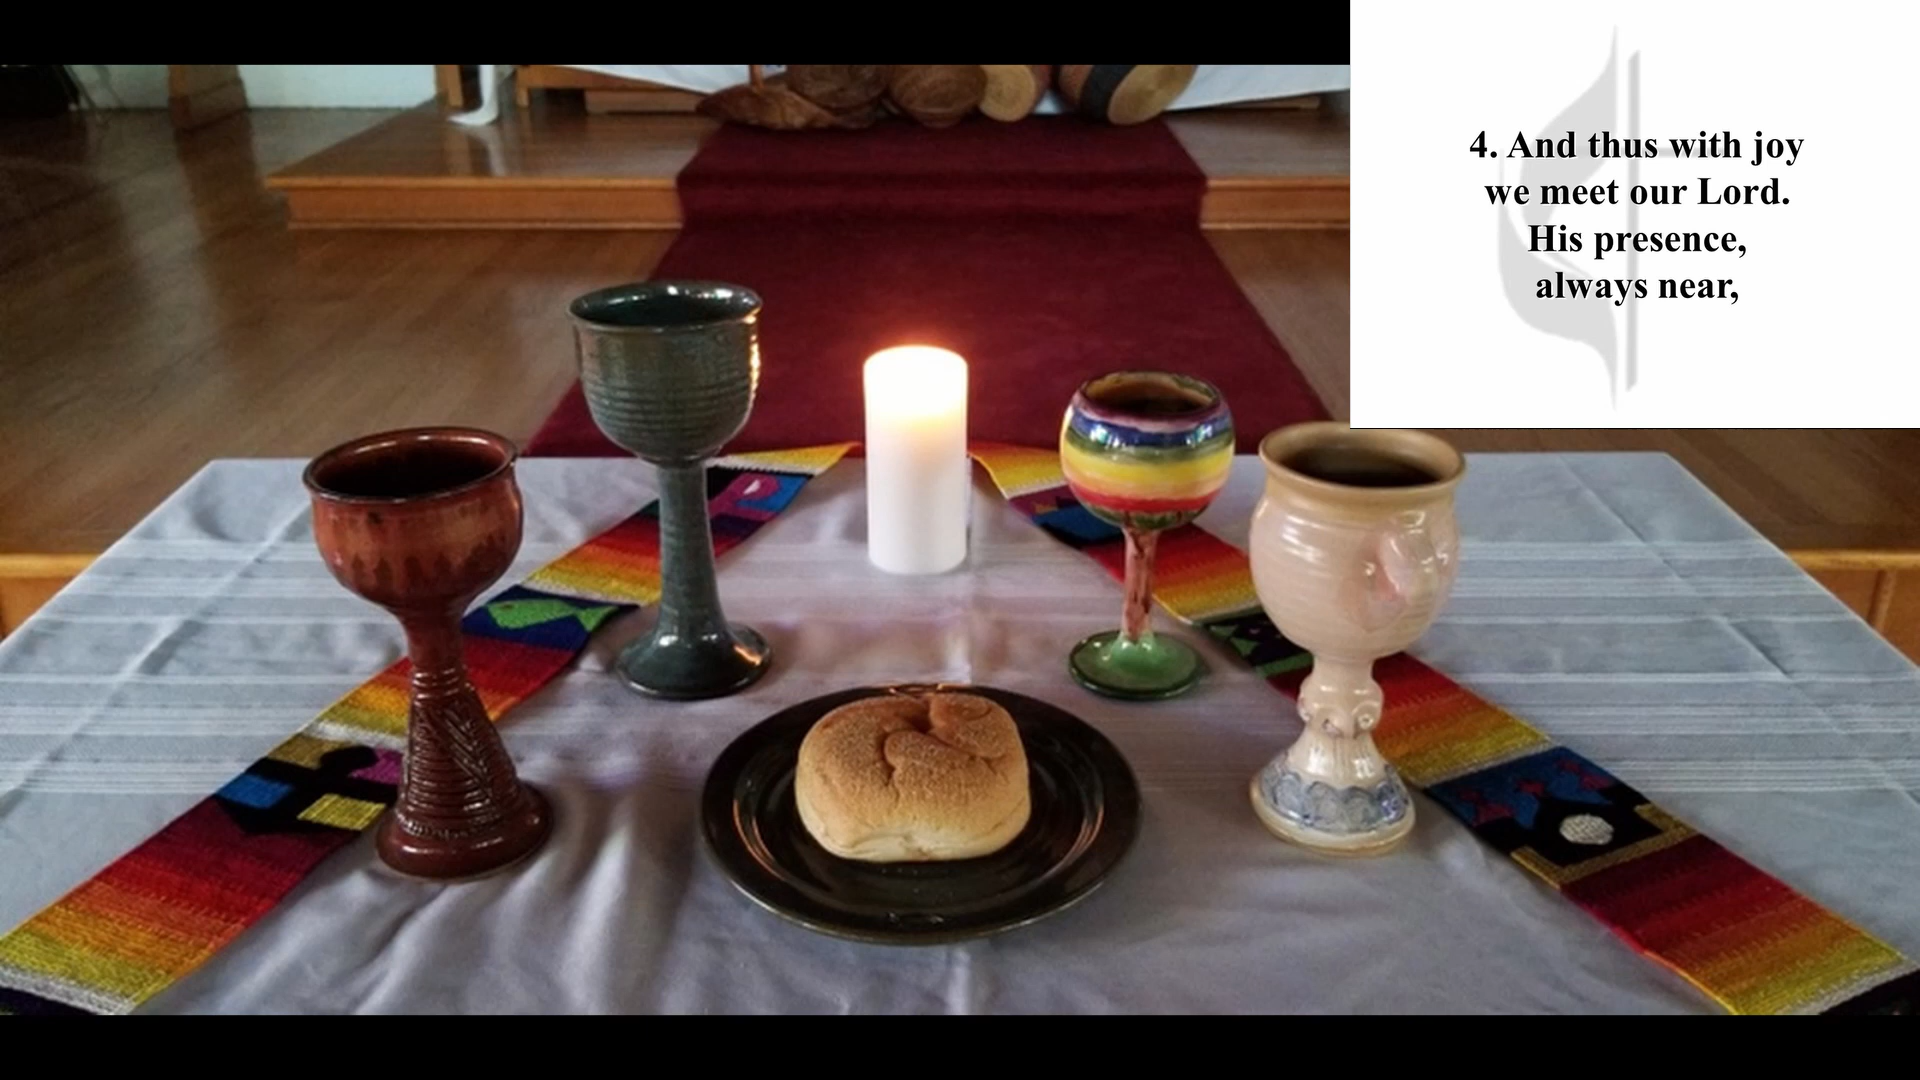 4. And thus with joy
we meet our Lord.
His presence,
always near,